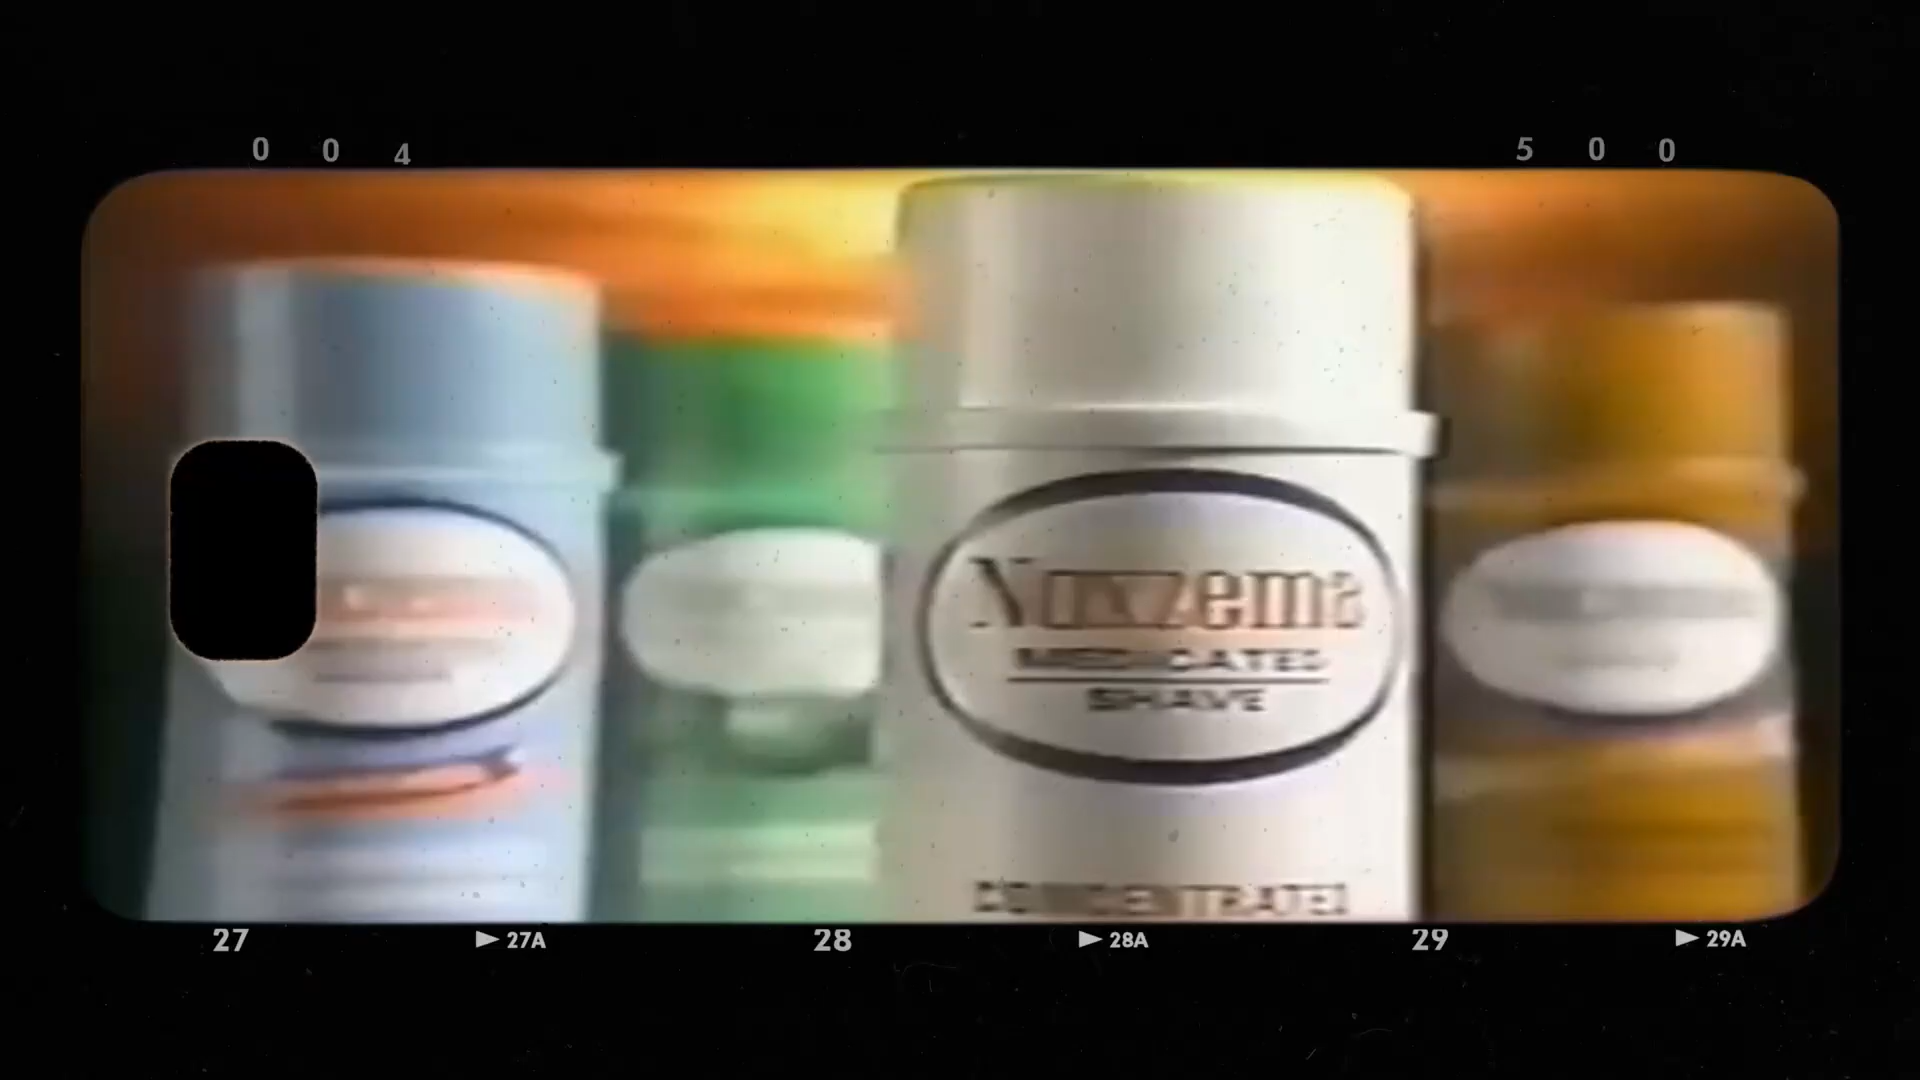 0 0 4
5 0 0
Noxzema
MEDICATED
SHAVE
CONCENTRATED
27 ▶ 27A 28 ▶ 28A 29 ▶ 29A